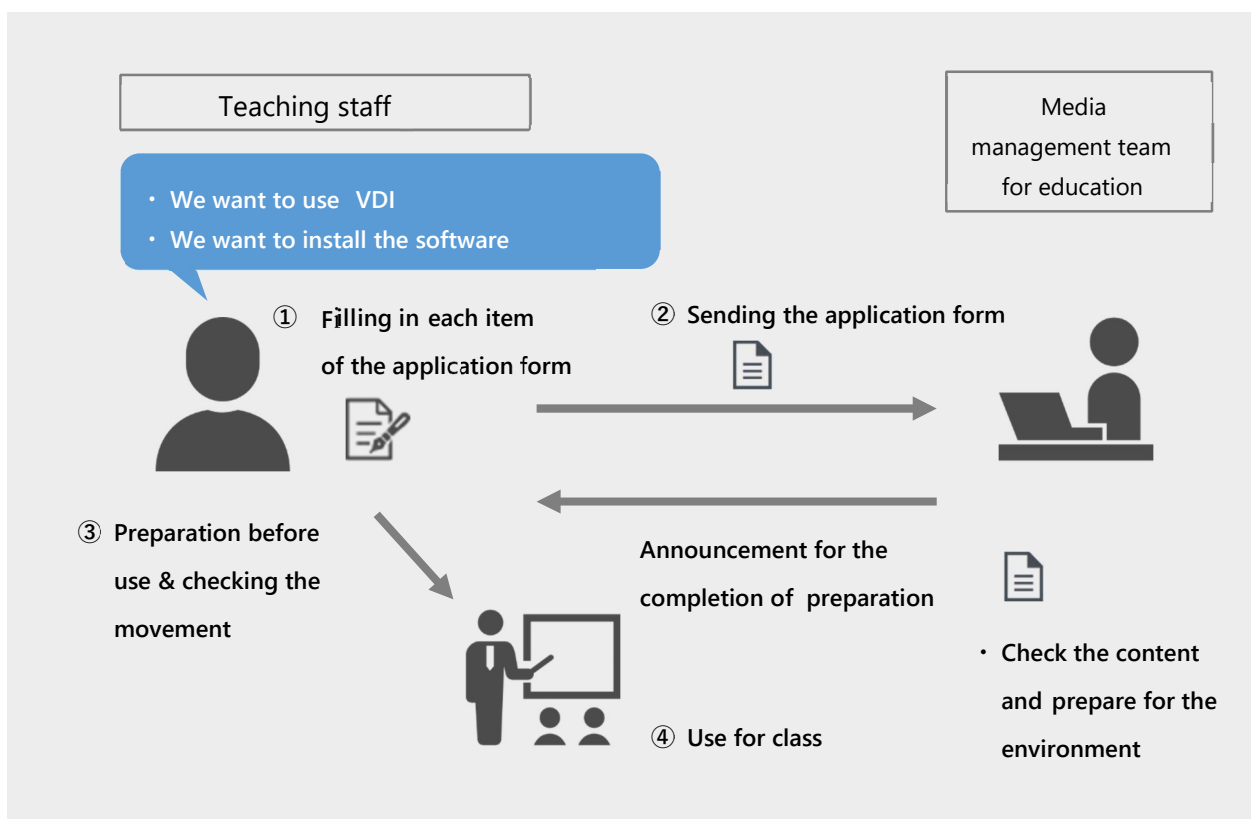 Teaching staff
Media
management team
for education
・ We want to use VDI
・ We want to install the software
① Filling in each item
of the application form
② Sending the application form
③ Preparation before
use & checking the
movement
Announcement for the
completion of preparation
・ Check the content
and prepare for the
environment
④ Use for class